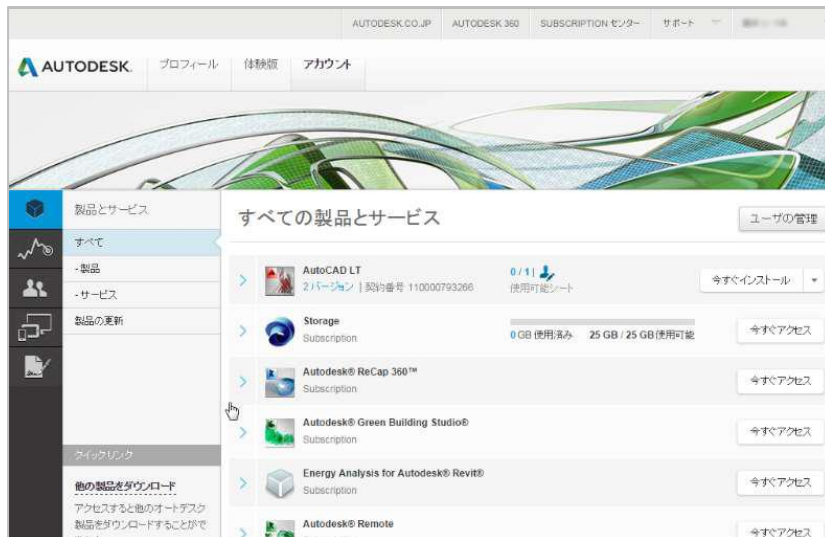 AUTODESK.CO.JP AUTODESK 360 SUBSCRIPTION センター サポート
AUTODESK. プロフィール 体験版 アカウント
製品とサービス
すべて
- 製品
- サービス
製品の更新
クイックリンク
他の製品をダウンロード
アクセスすると他のオートデスク
製品をダウンロードすることがで
すべての製品とサービス
ユーザの管理
AutoCAD LT
2 バージョン | 契約番号 110000793266
0 / 1
使用可能シート
今すぐインストール
Storage
Subscription
0 GB 使用済み 25 GB / 25 GB 使用可能
今すぐアクセス
Autodesk® ReCap 360™
Subscription
今すぐアクセス
Autodesk® Green Building Studio®
Subscription
今すぐアクセス
Energy Analysis for Autodesk® Revit®
Subscription
今すぐアクセス
Autodesk® Remote
今すぐアクセス